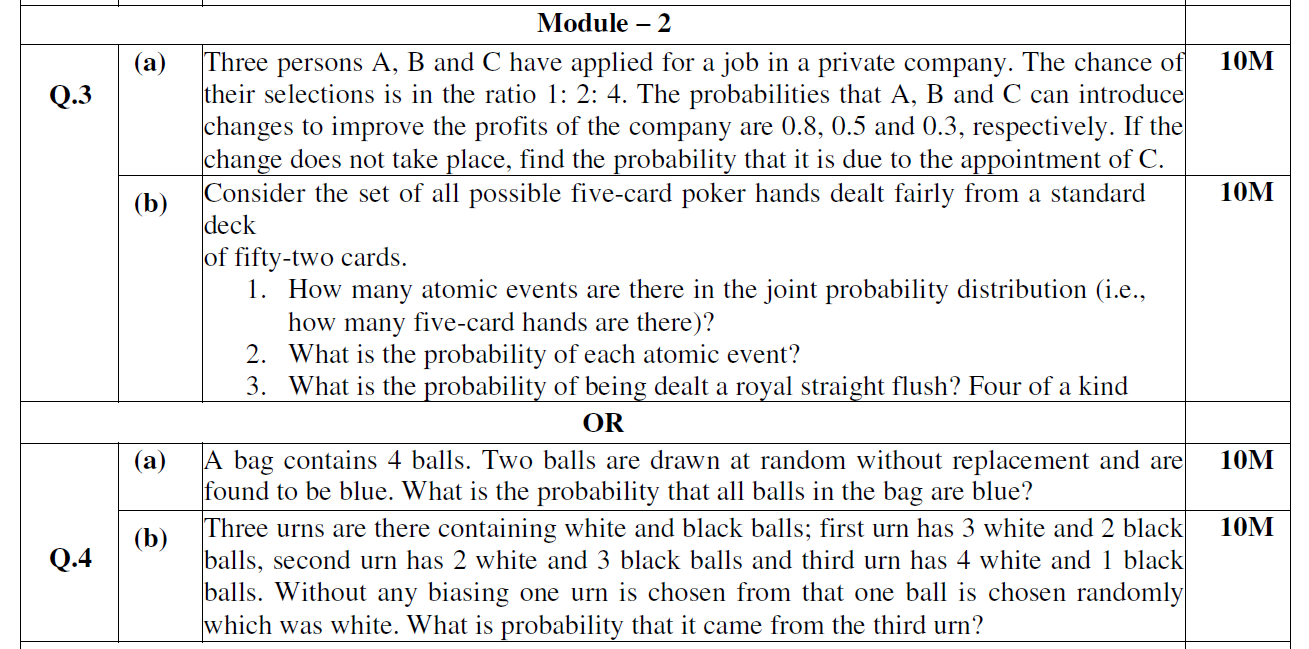 Module – 2
Q.3
(a)
Three persons A, B and C have applied for a job in a private company. The chance of
their selections is in the ratio 1: 2: 4. The probabilities that A, B and C can introduce
changes to improve the profits of the company are 0.8, 0.5 and 0.3, respectively. If the
change does not take place, find the probability that it is due to the appointment of C.
10M
(b)
Consider the set of all possible five-card poker hands dealt fairly from a standard
deck
of fifty-two cards.
1. How many atomic events are there in the joint probability distribution (i.e.,
how many five-card hands are there)?
2. What is the probability of each atomic event?
3. What is the probability of being dealt a royal straight flush? Four of a kind
10M
OR
Q.4
(a)
A bag contains 4 balls. Two balls are drawn at random without replacement and are
found to be blue. What is the probability that all balls in the bag are blue?
10M
(b)
Three urns are there containing white and black balls; first urn has 3 white and 2 black
balls, second urn has 2 white and 3 black balls and third urn has 4 white and 1 black
balls. Without any biasing one urn is chosen from that one ball is chosen randomly
which was white. What is probability that it came from the third urn?
10M